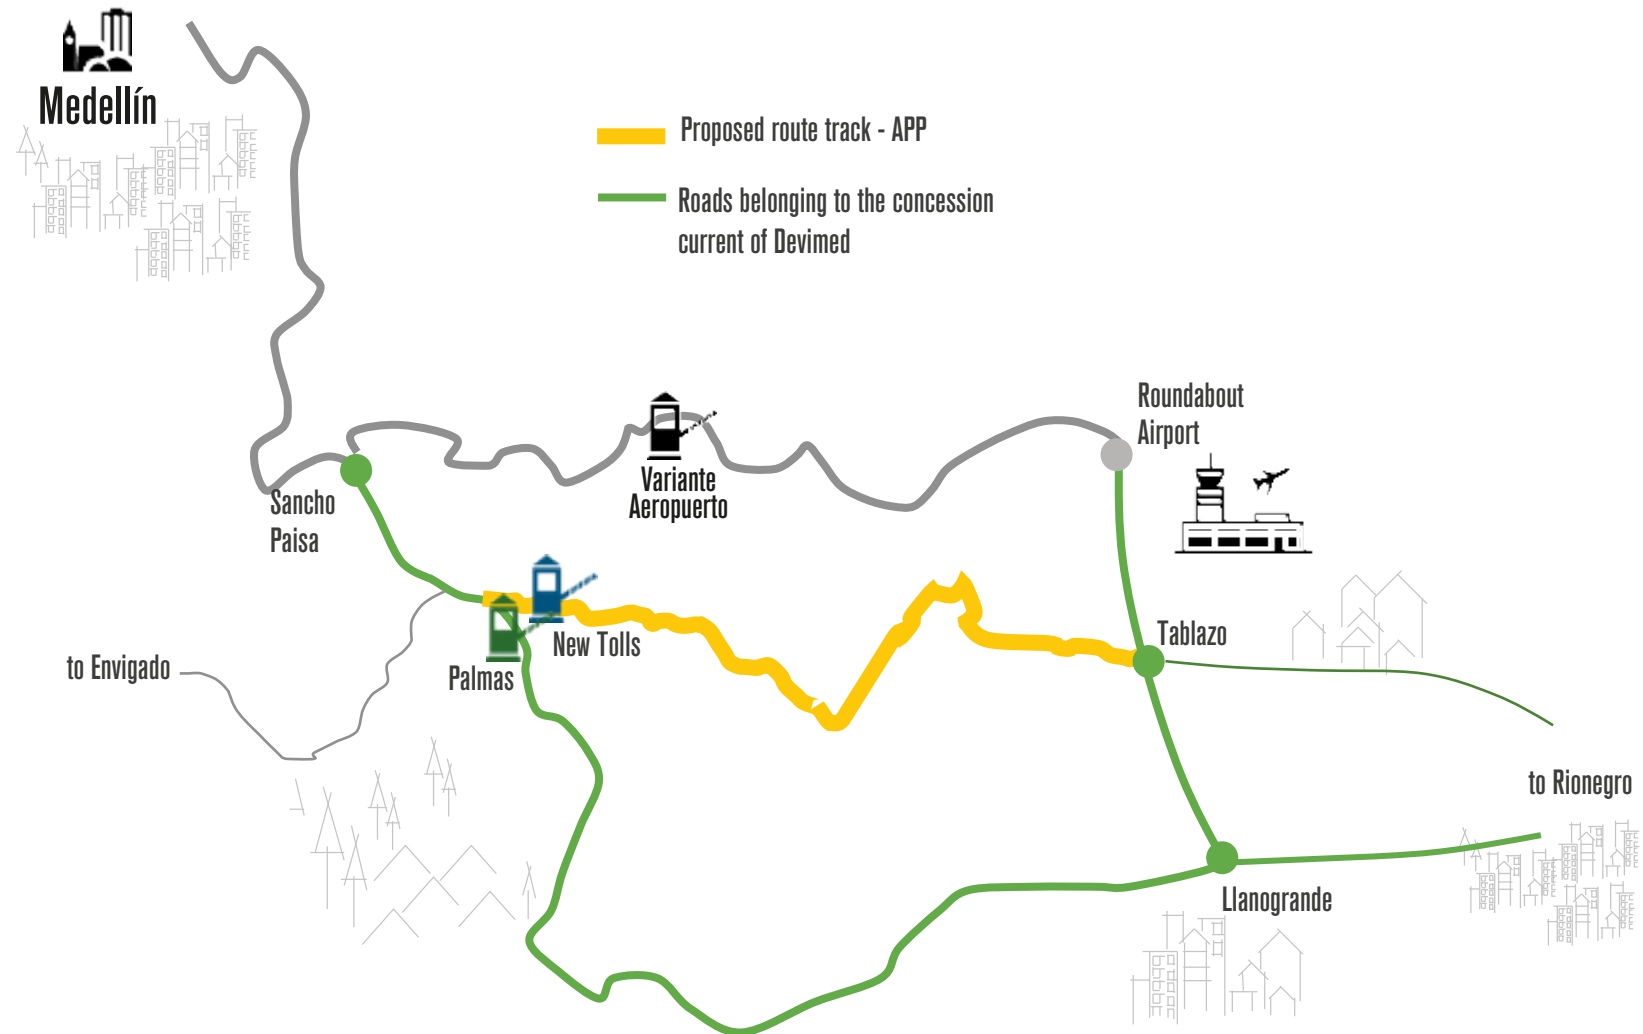 Medellín
Proposed route track - APP
Roads belonging to the concession
current of Devimed
Roundabout
Airport
Variante
Aeropuerto
Sancho
Paisa
New Tolls
Tablazo
to Envigado
Palmas
to Rionegro
Llanogrande